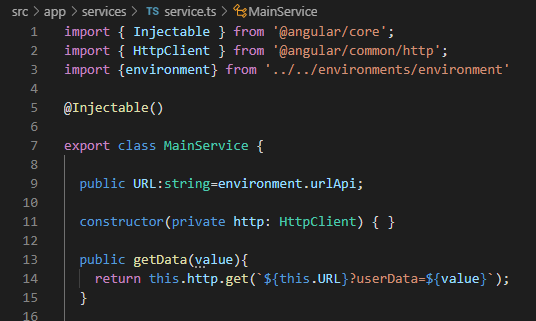 src > app > services > TS service.ts > MainService
1 import { Injectable } from '@angular/core';
2 import { HttpClient } from '@angular/common/http';
3 import {environment} from '../../environments/environment'
4
5 @Injectable()
6
7 export class MainService {
8
9 public URL:string=environment.urlApi;
10
11 constructor(private http: HttpClient) { }
12
13 public getData(value){
14 return this.http.get(`${this.URL}?userData=${value}`);
15 }
16